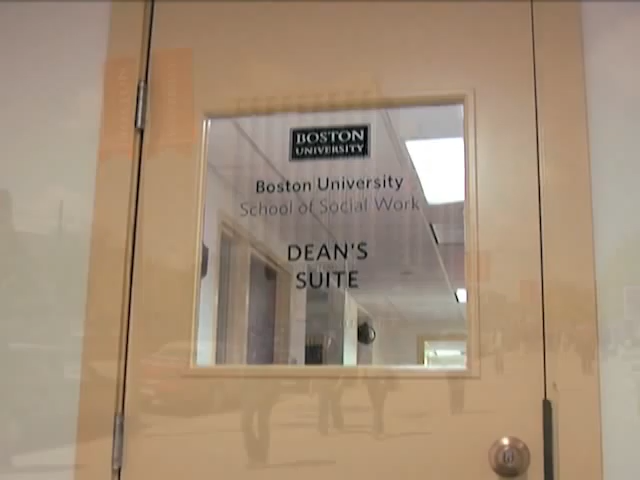 BOSTON
UNIVERSITY
Boston University
School of Social Work
DEAN'S
SUITE